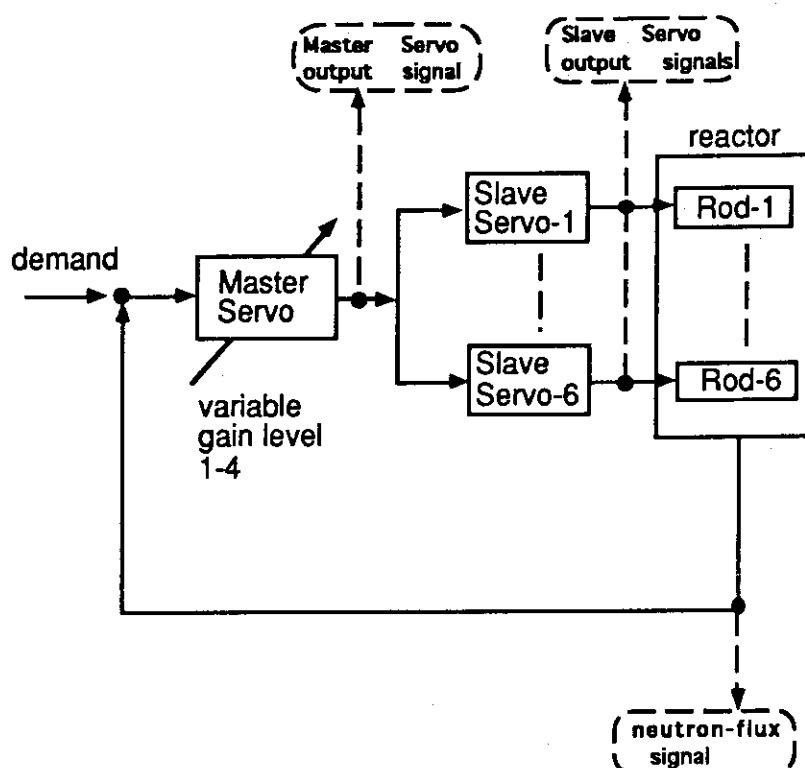 Master Servo
output signal
Slave Servo
output signals
reactor
Slave
Servo-1
Rod-1
demand
Master
Servo
Slave
Servo-6
Rod-6
variable
gain level
1-4
neutron-flux
signal